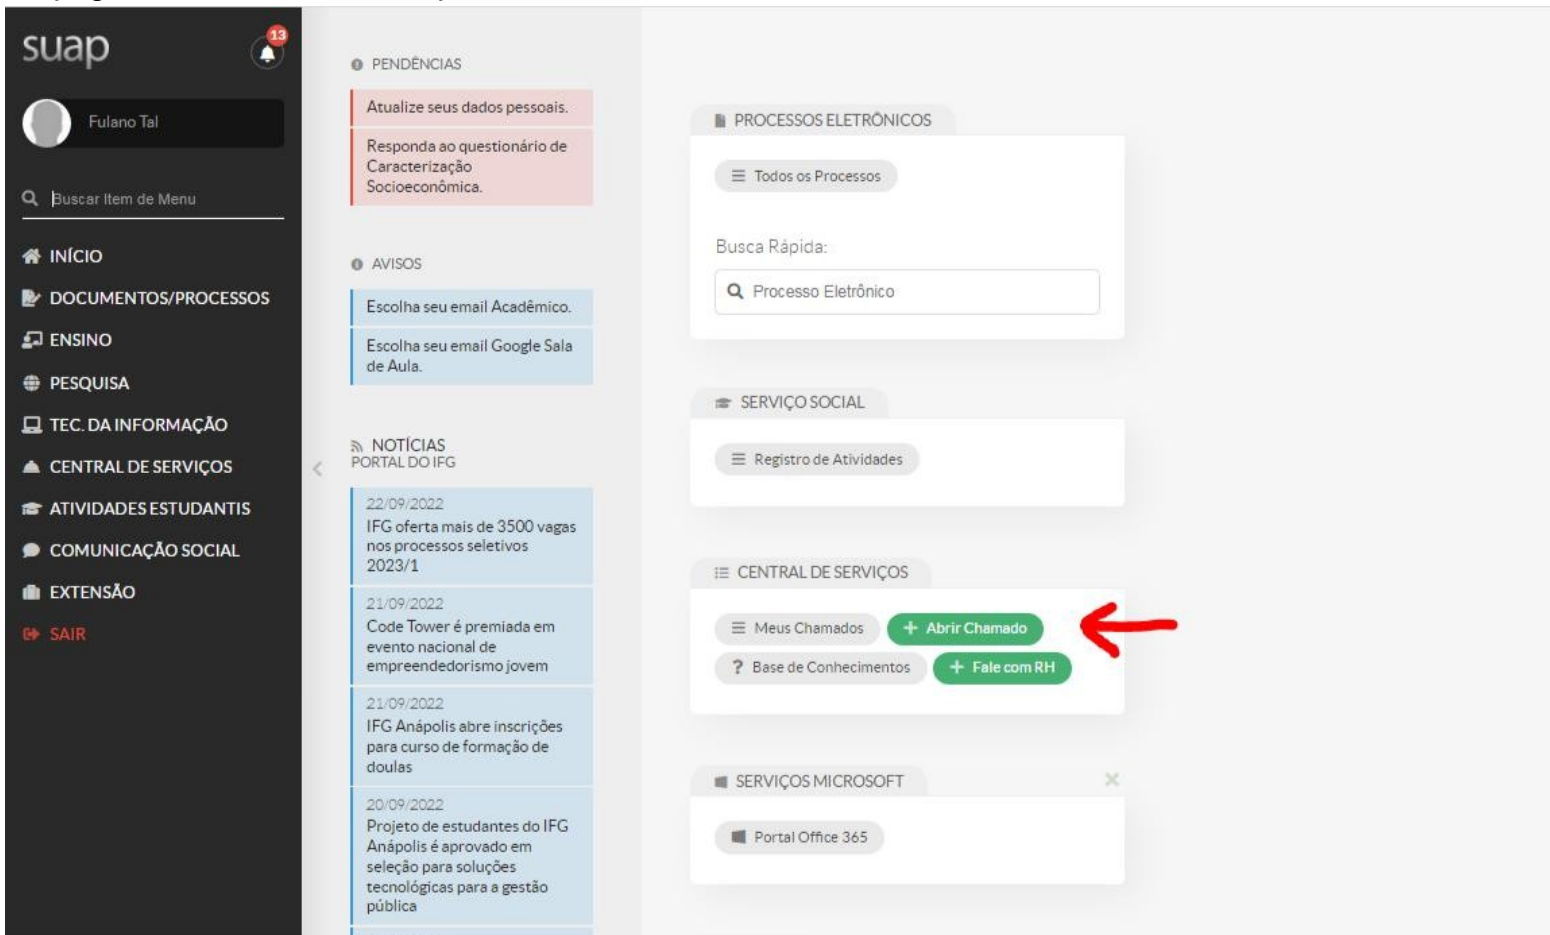 suap
13
Fulano Tal
Buscar Item de Menu
INÍCIO
DOCUMENTOS/PROCESSOS
ENSINO
PESQUISA
TEC. DA INFORMAÇÃO
CENTRAL DE SERVIÇOS
ATIVIDADES ESTUDANTIS
COMUNICAÇÃO SOCIAL
EXTENSÃO
SAIR
PENDÊNCIAS
Atualize seus dados pessoais.
Responda ao questionário de
Caracterização
Socioeconômica.
AVISOS
Escolha seu email Acadêmico.
Escolha seu email Google Sala
de Aula.
NOTÍCIAS
PORTAL DO IFG
22/09/2022
IFG oferta mais de 3500 vagas
nos processos seletivos
2023/1
21/09/2022
Code Tower é premiada em
evento nacional de
empreendedorismo jovem
21/09/2022
IFG Anápolis abre inscrições
para curso de formação de
doulas
20/09/2022
Projeto de estudantes do IFG
Anápolis é aprovado em
seleção para soluções
tecnológicas para a gestão
pública
PROCESSOS ELETRÔNICOS
Todos os Processos
Busca Rápida:
Processo Eletrônico
SERVIÇO SOCIAL
Registro de Atividades
CENTRAL DE SERVIÇOS
Meus Chamados + Abrir Chamado
? Base de Conhecimentos + Fale com RH
SERVIÇOS MICROSOFT
Portal Office 365